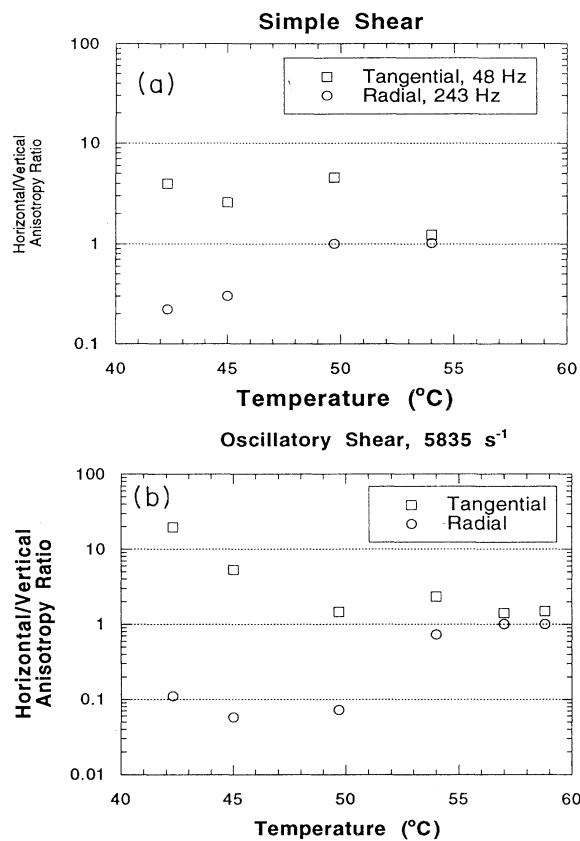 Simple Shear
100
(a)
Tangential, 48 Hz
Radial, 243 Hz
10
Horizontal/Vertical
Anisotropy Ratio
1
0.1
40 45 50 55 60
Temperature (°C)
Oscillatory Shear, 5835 s⁻¹
100
(b)
Tangential
Radial
10
Horizontal/Vertical
Anisotropy Ratio
1
0.1
0.01
40 45 50 55 60
Temperature (°C)